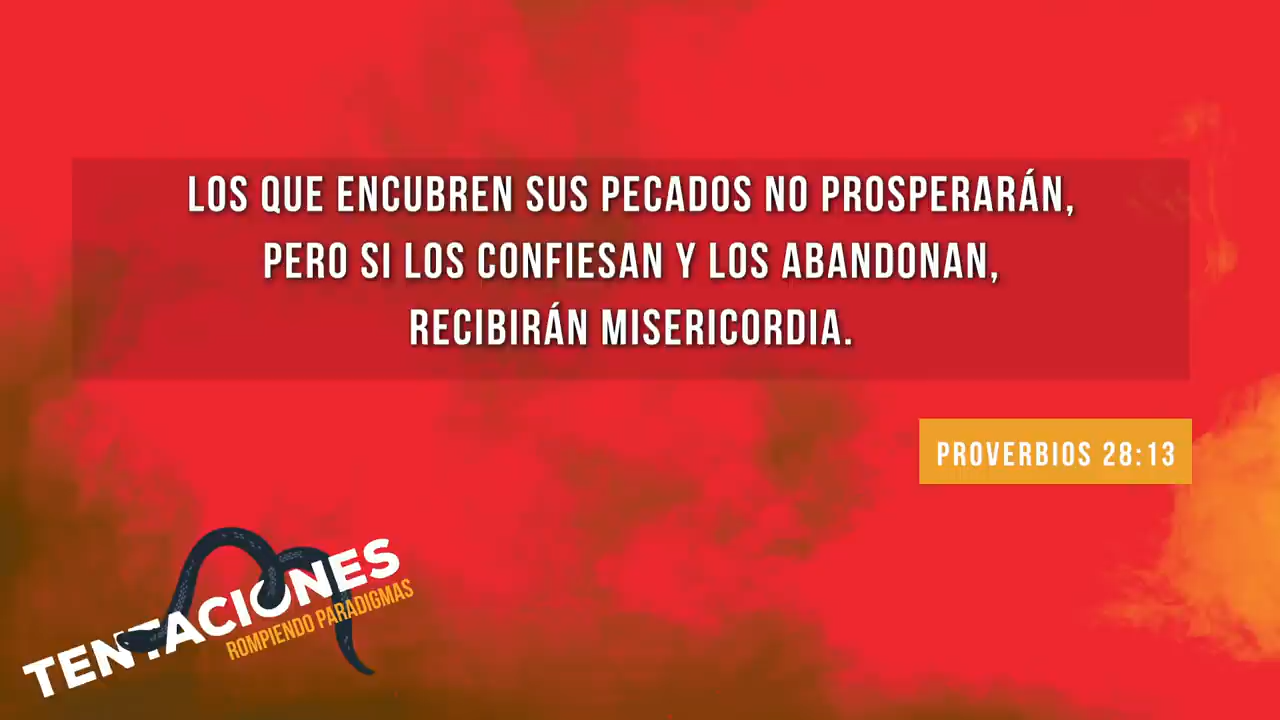 LOS QUE ENCUBREN SUS PECADOS NO PROSPERARÁN,
PERO SI LOS CONFIESAN Y LOS ABANDONAN,
RECIBIRÁN MISERICORDIA.
PROVERBIOS 28:13
TENTACIONES
ROMPIENDO PARADIGMAS